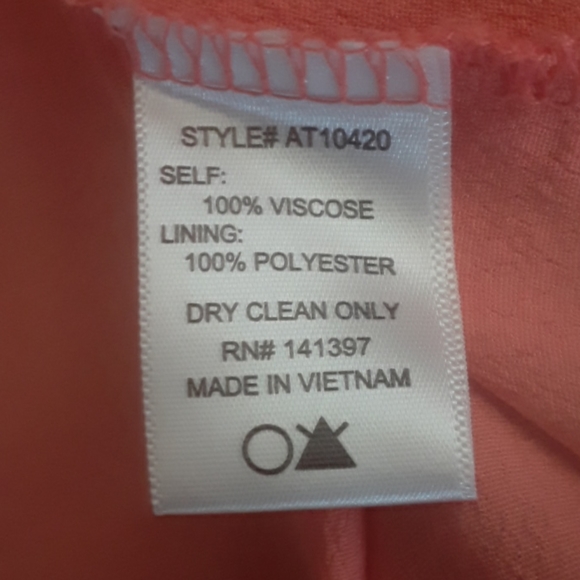 STYLE# AT10420
SELF:
100% VISCOSE
LINING:
100% POLYESTER
DRY CLEAN ONLY
RN# 141397
MADE IN VIETNAM